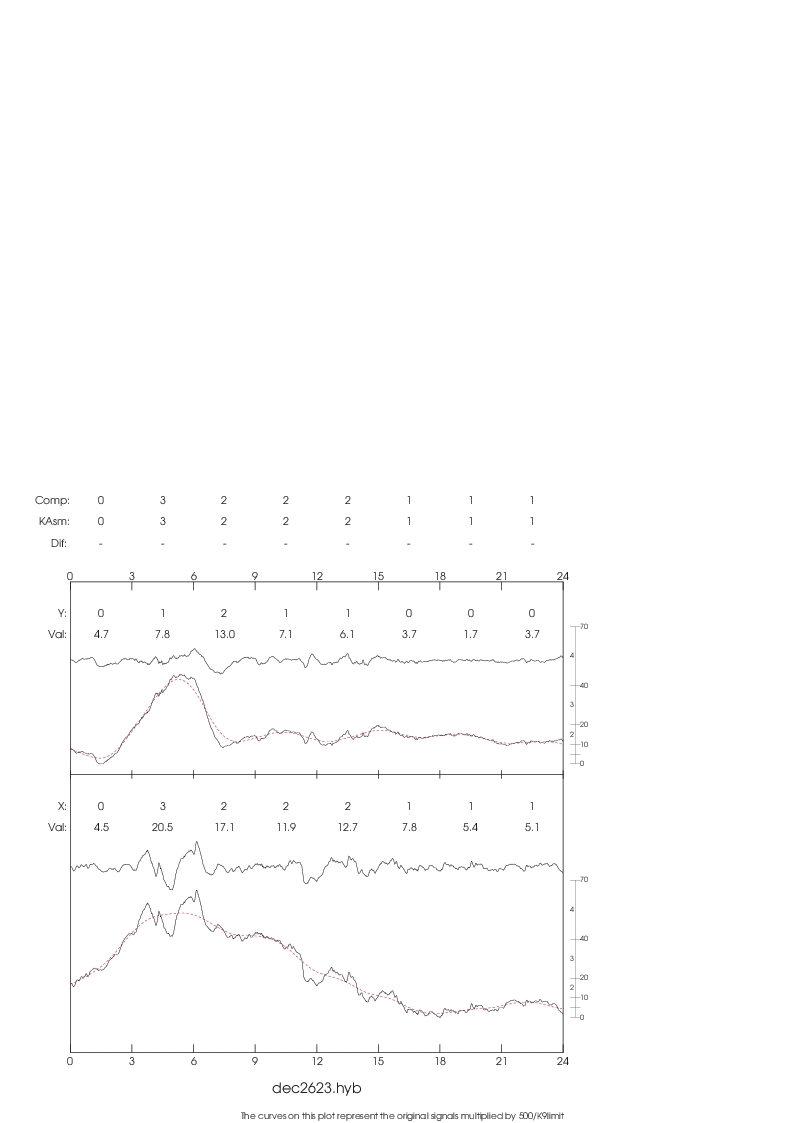 Comp: 0 3 2 2 2 1 1 1
KAsm: 0 3 2 2 2 1 1 1
Dif: - - - - - - - -
0 3 6 9 12 15 18 21 24
Y: 0 1 2 1 1 0 0 0
70
Val: 4.7 7.8 13.0 7.1 6.1 3.7 1.7 3.7
4
40
3
20
2
10
0
X: 0 3 2 2 2 1 1 1
Val: 4.5 20.5 17.1 11.9 12.7 7.8 5.4 5.1
70
4
40
3
20
2
10
0
0 3 6 9 12 15 18 21 24
dec2623.hyb
The curves on this plot represent the original signals multiplied by 500/K9limit